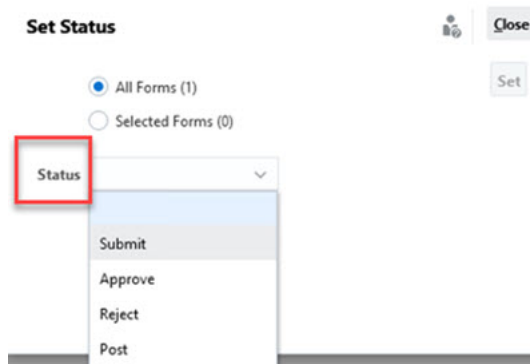 Set Status
Close
All Forms (1)
Set
Selected Forms (0)
Status
Submit
Approve
Reject
Post